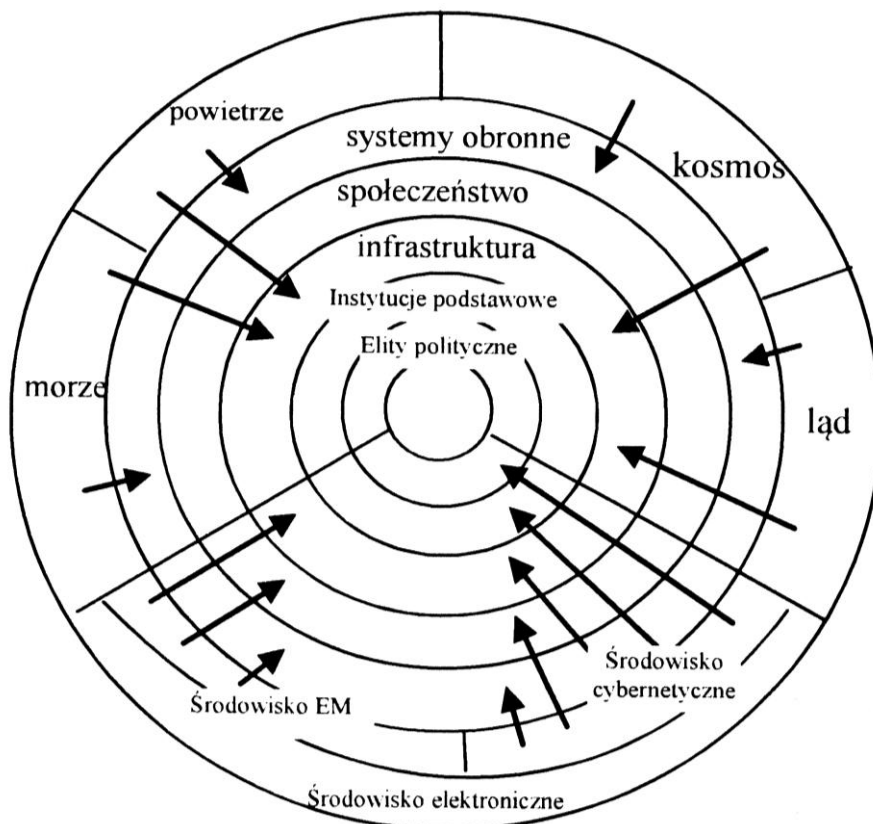 powietrze
systemy obronne
kosmos
społeczeństwo
infrastruktura
Instytucje podstawowe
Elity polityczne
morze
ląd
Środowisko
cybernetyczne
Środowisko EM
Środowisko elektroniczne